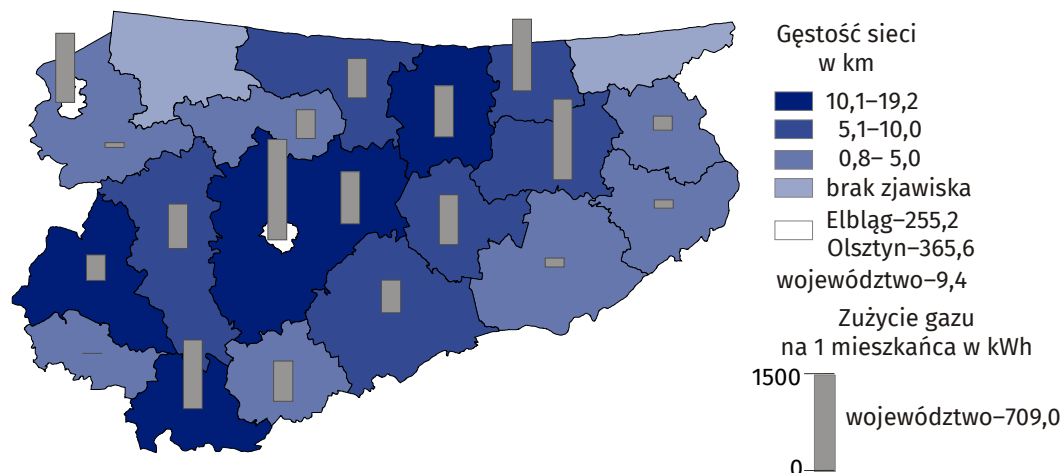 Gęstość sieci
w km
10,1–19,2
5,1–10,0
0,8– 5,0
brak zjawiska
Elbląg–255,2
Olsztyn–365,6
województwo–9,4
Zużycie gazu
na 1 mieszkańca w kWh
1500
województwo–709,0
0